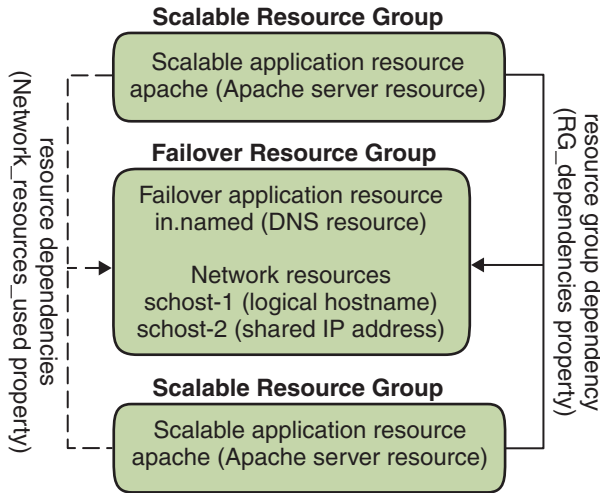 Scalable Resource Group
Scalable application resource
apache (Apache server resource)
Failover Resource Group
Failover application resource
in.named (DNS resource)
Network resources
schost-1 (logical hostname)
schost-2 (shared IP address)
Scalable Resource Group
Scalable application resource
apache (Apache server resource)
resource dependencies
(Network_resources_used property)
resource group dependency
(RG_dependencies property)